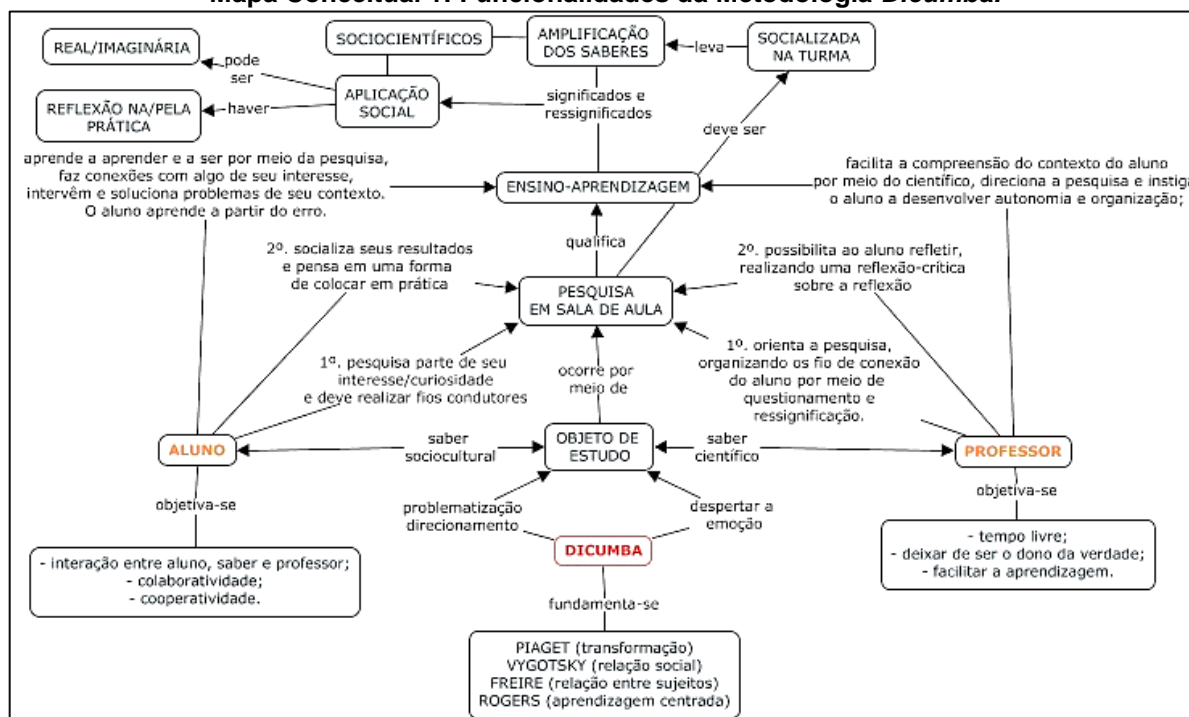 Mapa Conceitual 1: Funcionalidades da Metodologia Dicumba.
REAL/IMAGINÁRIA
pode
ser
SOCIOCIENTÍFICOS
AMPLIFICAÇÃO
DOS SABERES
leva
SOCIALIZADA
NA TURMA
REFLEXÃO NA/PELA
PRÁTICA
haver
APLICAÇÃO
SOCIAL
significados e
ressignificados
deve ser
aprende a aprender e a ser por meio da pesquisa,
faz conexões com algo de seu interesse,
intervêm e soluciona problemas de seu contexto.
O aluno aprende a partir do erro.
ENSINO-APRENDIZAGEM
facilita a compreensão do contexto do aluno
por meio do científico, direciona a pesquisa e instiga
o aluno a desenvolver autonomia e organização;
qualifica
2º. socializa seus resultados
e pensa em uma forma
de colocar em prática
PESQUISA
EM SALA DE AULA
2º. possibilita ao aluno refletir,
realizando uma reflexão-crítica
sobre a reflexão
1º. pesquisa parte de seu
interesse/curiosidade
e deve realizar fios condutores
ocorre por
meio de
1º. orienta a pesquisa,
organizando os fio de conexão
do aluno por meio de
questionamento e
ressignificação.
ALUNO
saber
sociocultural
OBJETO DE
ESTUDO
saber
científico
PROFESSOR
objetiva-se
problematização
direcionamento
despertar a
emoção
objetiva-se
- interação entre aluno, saber e professor;
- colaboratividade;
- cooperatividade.
DICUMBA
- tempo livre;
- deixar de ser o dono da verdade;
- facilitar a aprendizagem.
fundamenta-se
PIAGET (transformação)
VYGOTSKY (relação social)
FREIRE (relação entre sujeitos)
ROGERS (aprendizagem centrada)